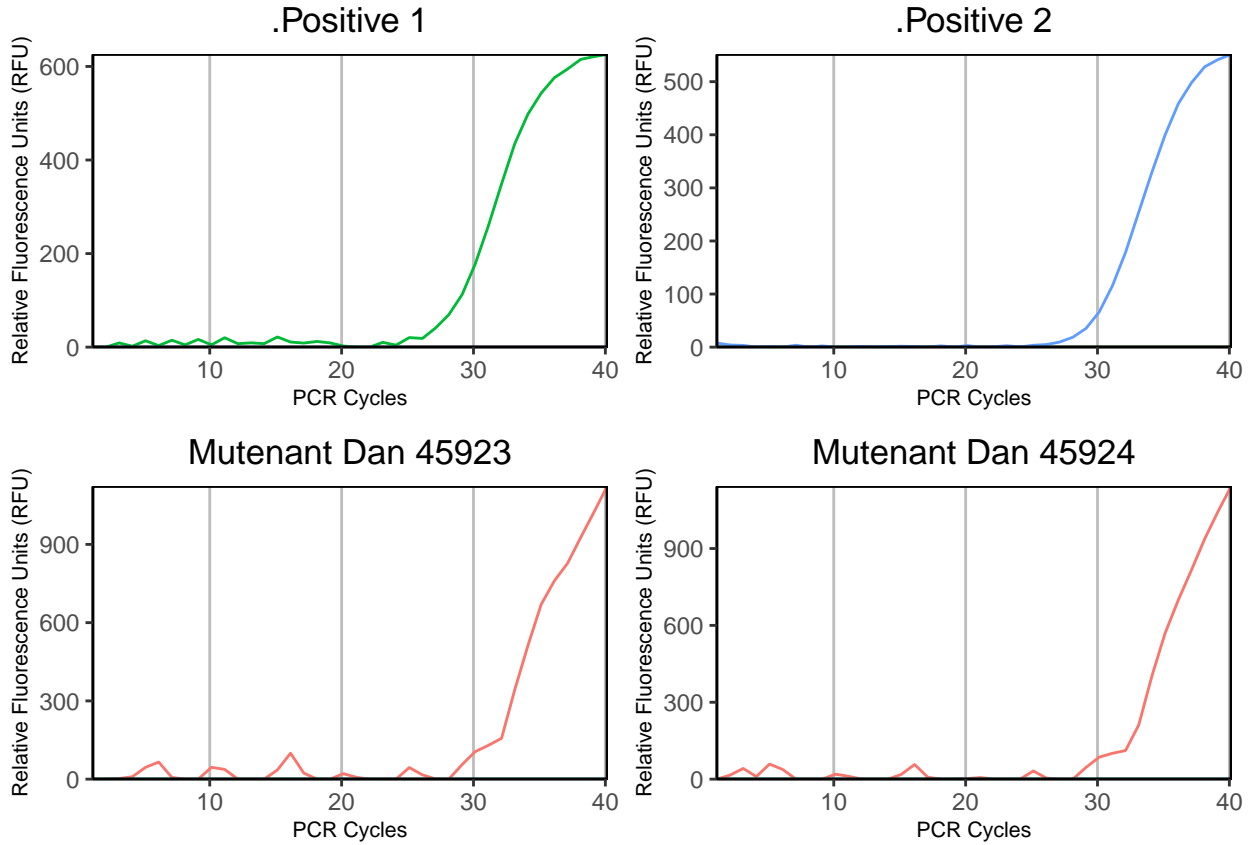 .Positive 1
Relative Fluorescence Units (RFU)
600
400
200
0
10
20
30
40
PCR Cycles
.Positive 2
Relative Fluorescence Units (RFU)
500
400
300
200
100
0
10
20
30
40
PCR Cycles
Mutenant Dan 45923
Relative Fluorescence Units (RFU)
900
600
300
0
10
20
30
40
PCR Cycles
Mutenant Dan 45924
Relative Fluorescence Units (RFU)
900
600
300
0
10
20
30
40
PCR Cycles